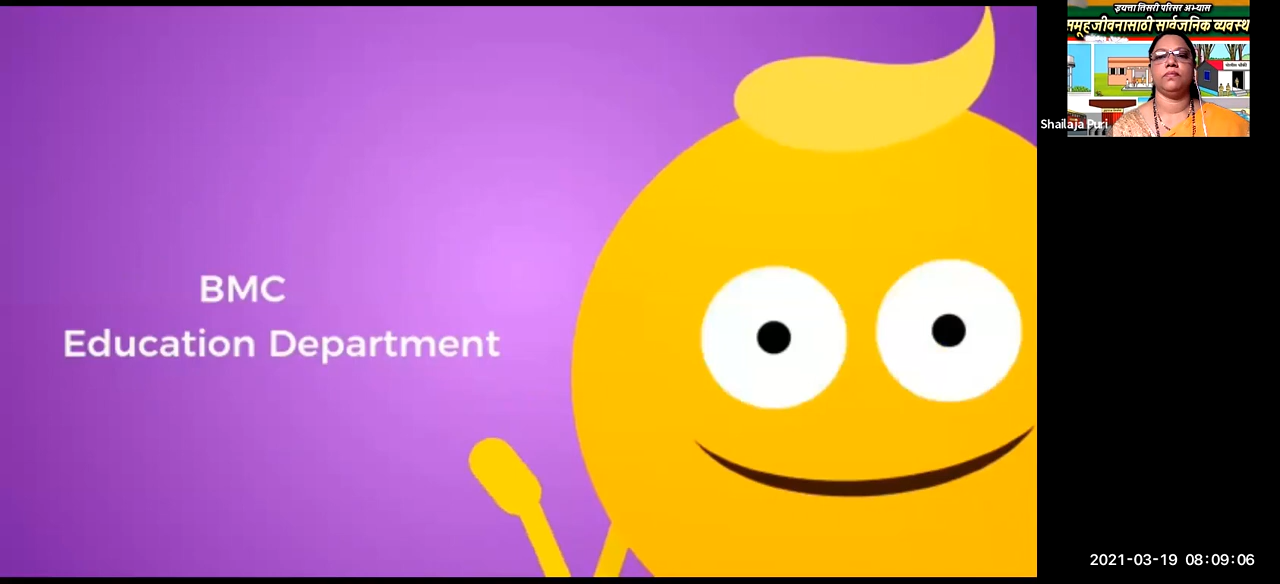 BMC
Education Department
इयत्ता तिसरी परिसर अभ्यास
समूहजीवनासाठी सार्वजनिक व्यवस्थ
Shailaja Puri
2021-03-19 08:09:06